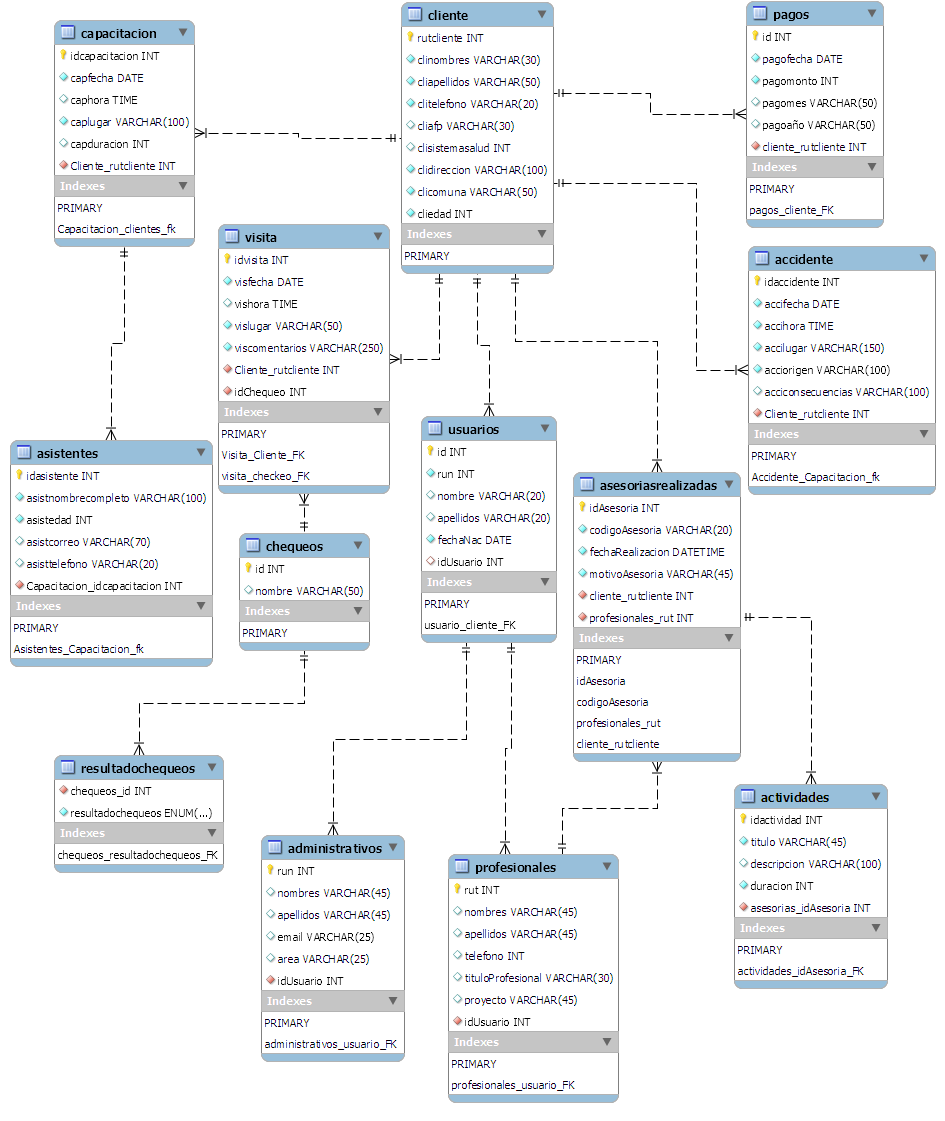 capacitacion
idcapacitacion INT
capfecha DATE
caphora TIME
caplugar VARCHAR(100)
capduracion INT
Cliente_rutcliente INT
Indexes
PRIMARY
Capacitacion_clientes_fk
cliente
rutcliente INT
clinombres VARCHAR(30)
cliapellidos VARCHAR(50)
clitelefono VARCHAR(20)
cliafp VARCHAR(30)
clisistemasalud INT
clidireccion VARCHAR(100)
clicomuna VARCHAR(50)
cliedad INT
Indexes
PRIMARY
pagos
id INT
pagofecha DATE
pagomonto INT
pagomes VARCHAR(50)
pagoaño VARCHAR(50)
cliente_rutcliente INT
Indexes
PRIMARY
pagos_cliente_FK
visita
idvisita INT
visfecha DATE
vishora TIME
vislugar VARCHAR(50)
viscomentarios VARCHAR(250)
Cliente_rutcliente INT
idChequeo INT
Indexes
PRIMARY
Visita_Cliente_FK
visita_checkeo_FK
accidente
idaccidente INT
accifecha DATE
accihora TIME
accilugar VARCHAR(150)
acciorigen VARCHAR(100)
acciconsecuencias VARCHAR(100)
Cliente_rutcliente INT
Indexes
PRIMARY
Accidente_Capacitacion_fk
asistentes
idasistente INT
asistnombrecompleto VARCHAR(100)
asistedad INT
asistcorreo VARCHAR(70)
asisttelefono VARCHAR(20)
Capacitacion_idcapacitacion INT
Indexes
PRIMARY
Asistentes_Capacitacion_fk
usuarios
id INT
run INT
nombre VARCHAR(20)
apellidos VARCHAR(20)
fechaNac DATE
idUsuario INT
Indexes
PRIMARY
usuario_cliente_FK
asesoriasrealizadas
idAsesoria INT
codigoAsesoria VARCHAR(20)
fechaRealizacion DATETIME
motivoAsesoria VARCHAR(45)
cliente_rutcliente INT
profesionales_rut INT
Indexes
PRIMARY
idAsesoria
codigoAsesoria
profesionales_rut
cliente_rutcliente
chequeos
id INT
nombre VARCHAR(50)
Indexes
PRIMARY
resultadochequeos
chequeos_id INT
resultadochequeos ENUM(...)
Indexes
chequeos_resultadochequeos_FK
administrativos
run INT
nombres VARCHAR(45)
apellidos VARCHAR(45)
email VARCHAR(25)
area VARCHAR(25)
idUsuario INT
Indexes
PRIMARY
administrativos_usuario_FK
profesionales
rut INT
nombres VARCHAR(45)
apellidos VARCHAR(45)
telefono INT
tituloProfesional VARCHAR(30)
proyecto VARCHAR(45)
idUsuario INT
Indexes
PRIMARY
profesionales_usuario_FK
actividades
idactividad INT
titulo VARCHAR(45)
descripcion VARCHAR(100)
duracion INT
asesorias_idAsesoria INT
Indexes
PRIMARY
actividades_idAsesoria_FK